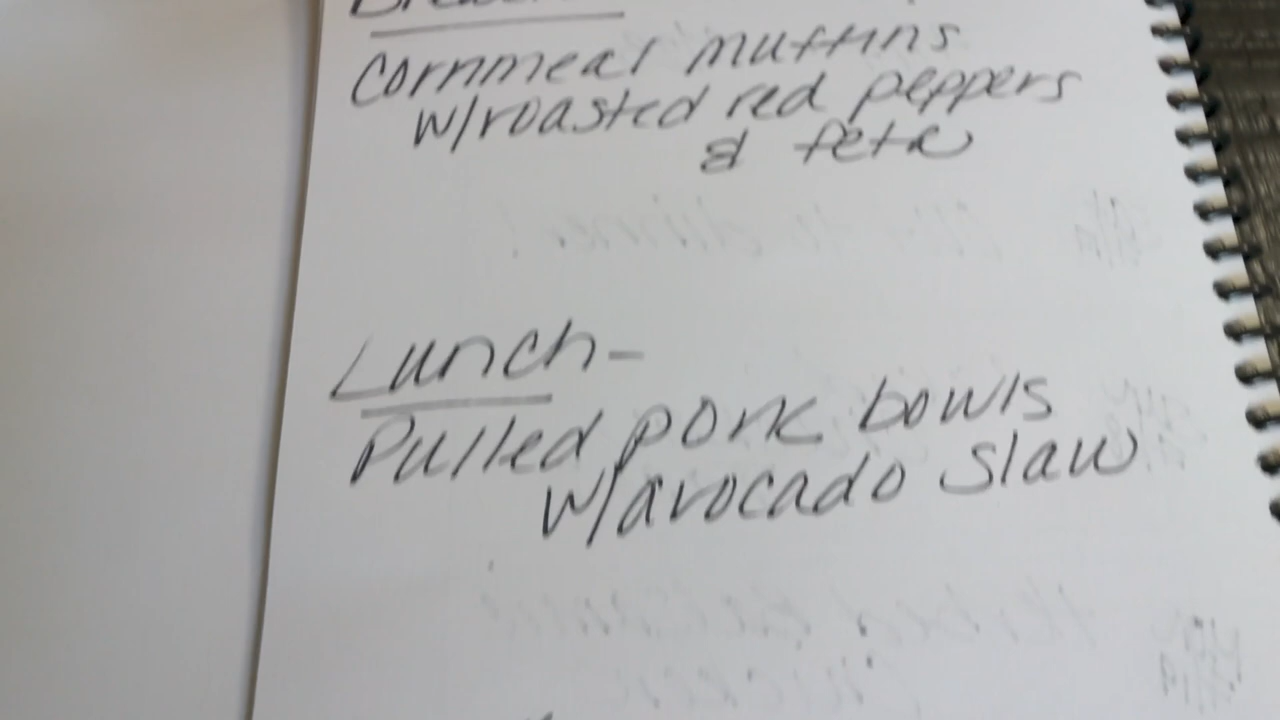 Cornmeal muffins
w/roasted red peppers
& feta
Lunch-
Pulled pork bowls
w/avocado slaw